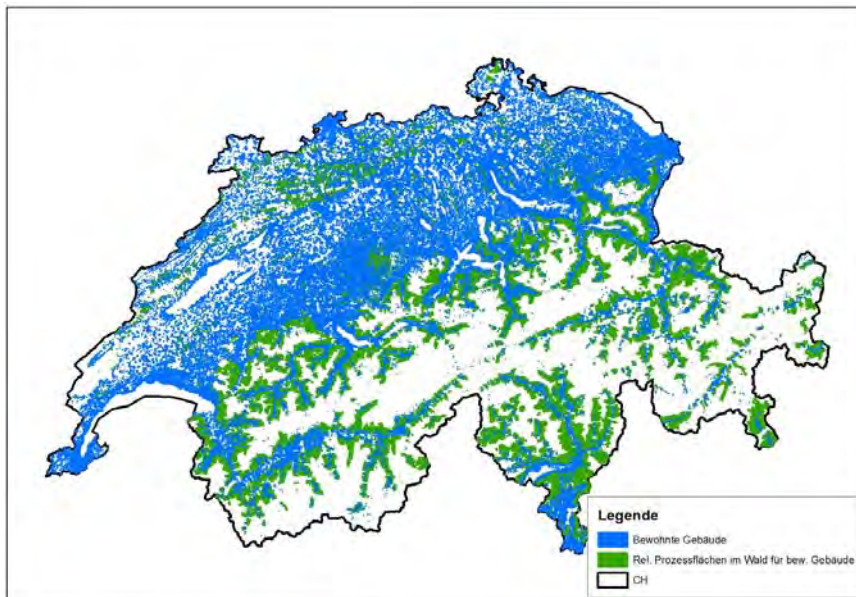 Legende
Bewohnte Gebäude
Rel. Prozessflächen im Wald für bew. Gebäude
CH